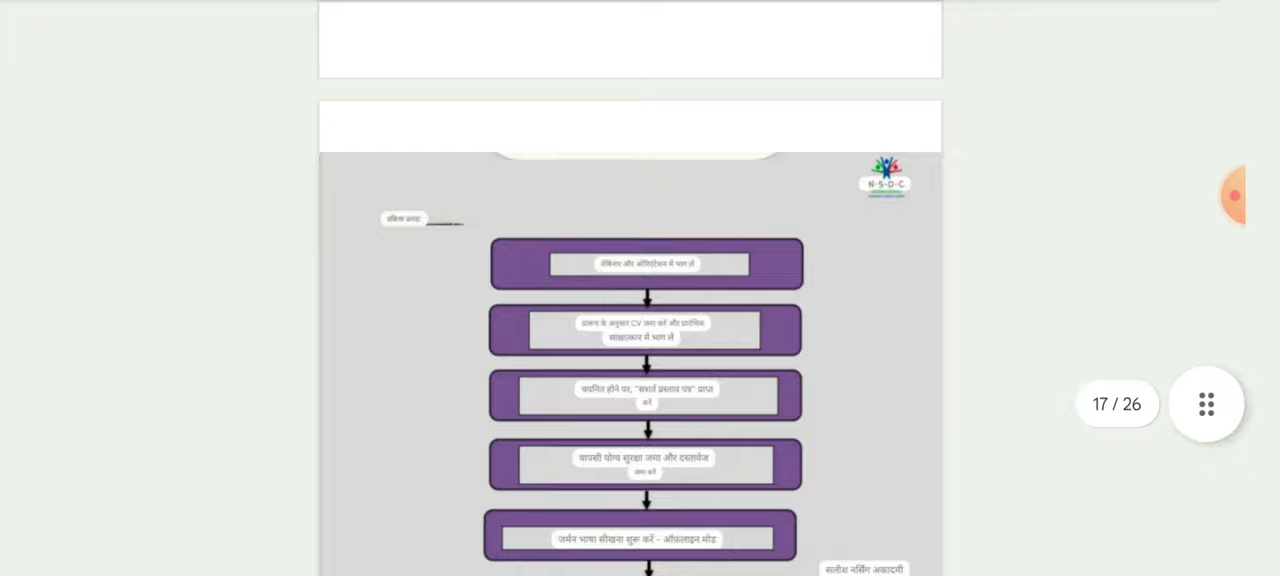 N·S·D·C
प्रक्रिया प्रवाह:
वेबिनार और ओरिएंटेशन में भाग लें
प्रारूप के अनुसार CV जमा करें और प्रारंभिक
साक्षात्कार में भाग लें
चयनित होने पर, "सशर्त प्रस्ताव पत्र" प्राप्त
करें
वापसी योग्य सुरक्षा जमा और दस्तावेज
जमा करें
17 / 26
जर्मन भाषा सीखना शुरू करें - ऑफ़लाइन मोड
सतीश नर्सिंग अकादमी